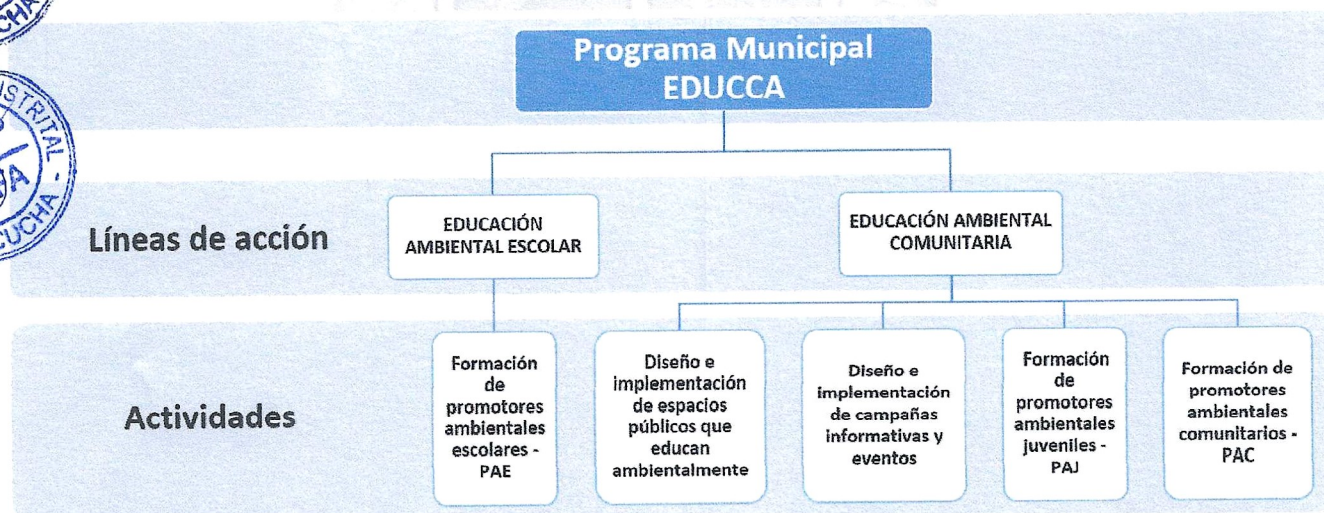 Programa Municipal
EDUCCA
Líneas de acción
EDUCACIÓN
AMBIENTAL ESCOLAR
EDUCACIÓN AMBIENTAL
COMUNITARIA
Actividades
Formación
de
promotores
ambientales
escolares -
PAE
Diseño e
implementación
de espacios
públicos que
educan
ambientalmente
Diseño e
implementación
de campañas
informativas y
eventos
Formación
de
promotores
ambientales
juveniles -
PAJ
Formación de
promotores
ambientales
comunitarios -
PAC